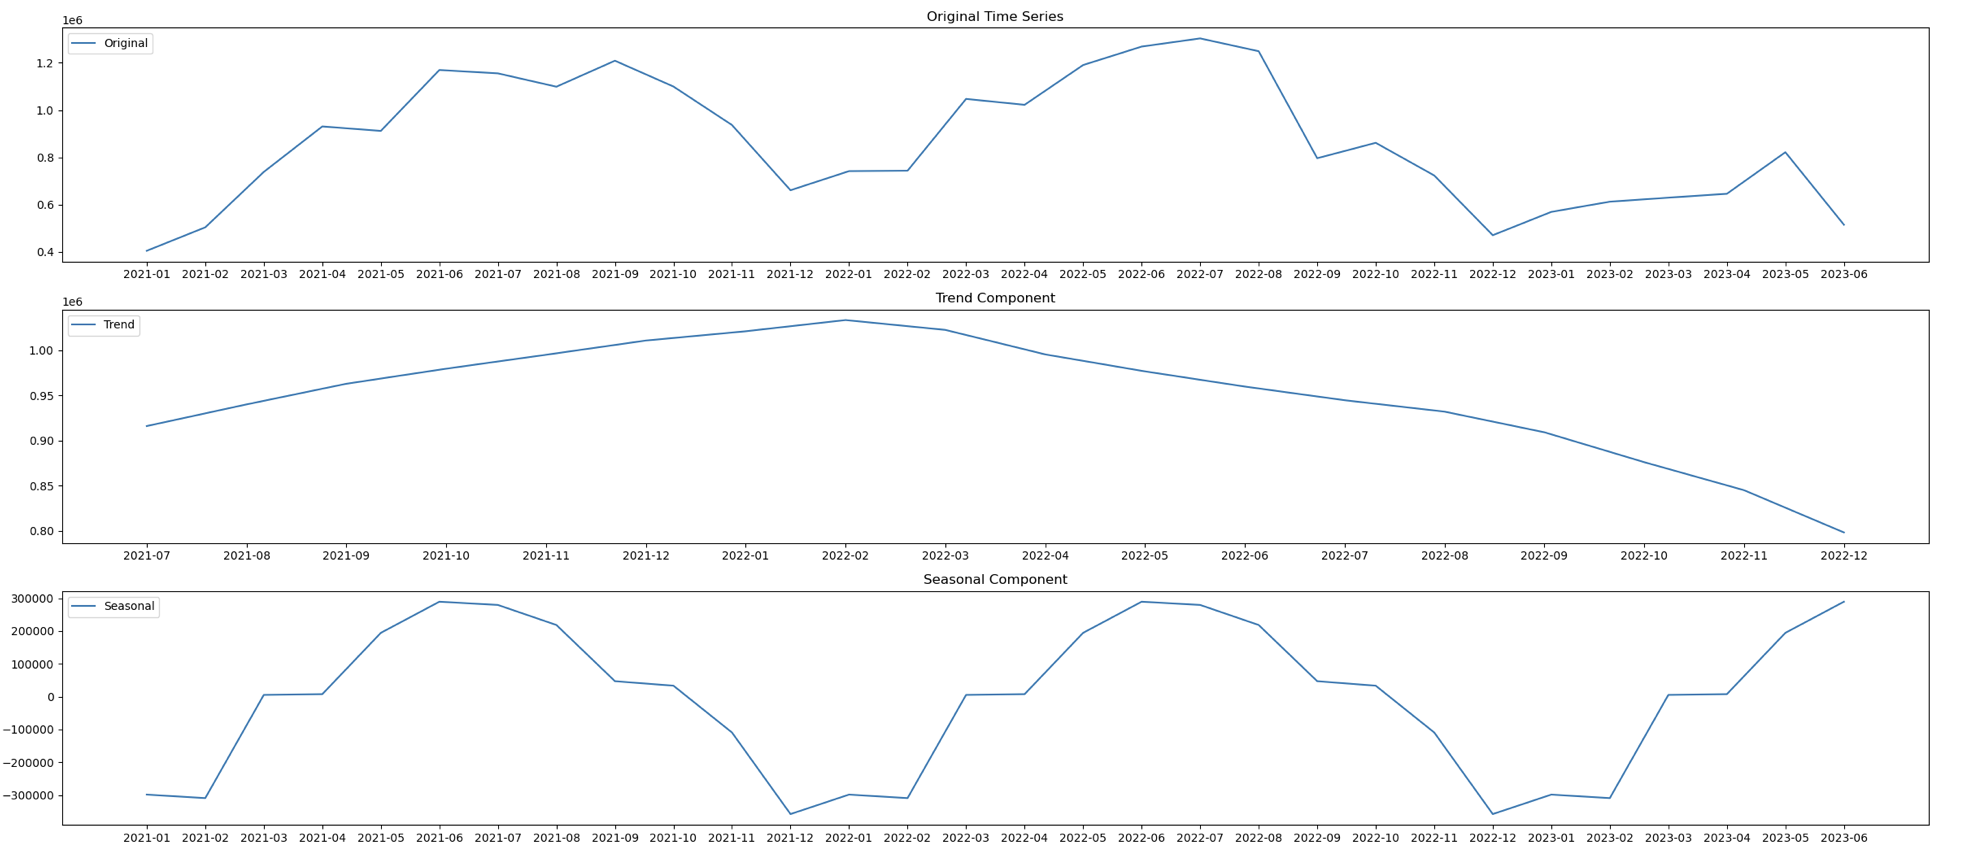 Original Time Series
1e6
Original
1.2
1.0
0.8
0.6
0.4
2021-01 2021-02 2021-03 2021-04 2021-05 2021-06 2021-07 2021-08 2021-09 2021-10 2021-11 2021-12 2022-01 2022-02 2022-03 2022-04 2022-05 2022-06 2022-07 2022-08 2022-09 2022-10 2022-11 2022-12 2023-01 2023-02 2023-03 2023-04 2023-05 2023-06
Trend Component
1e6
Trend
1.00
0.95
0.90
0.85
0.80
2021-07 2021-08 2021-09 2021-10 2021-11 2021-12 2022-01 2022-02 2022-03 2022-04 2022-05 2022-06 2022-07 2022-08 2022-09 2022-10 2022-11 2022-12
Seasonal Component
Seasonal
300000
200000
100000
0
−100000
−200000
−300000
2021-01 2021-02 2021-03 2021-04 2021-05 2021-06 2021-07 2021-08 2021-09 2021-10 2021-11 2021-12 2022-01 2022-02 2022-03 2022-04 2022-05 2022-06 2022-07 2022-08 2022-09 2022-10 2022-11 2022-12 2023-01 2023-02 2023-03 2023-04 2023-05 2023-06